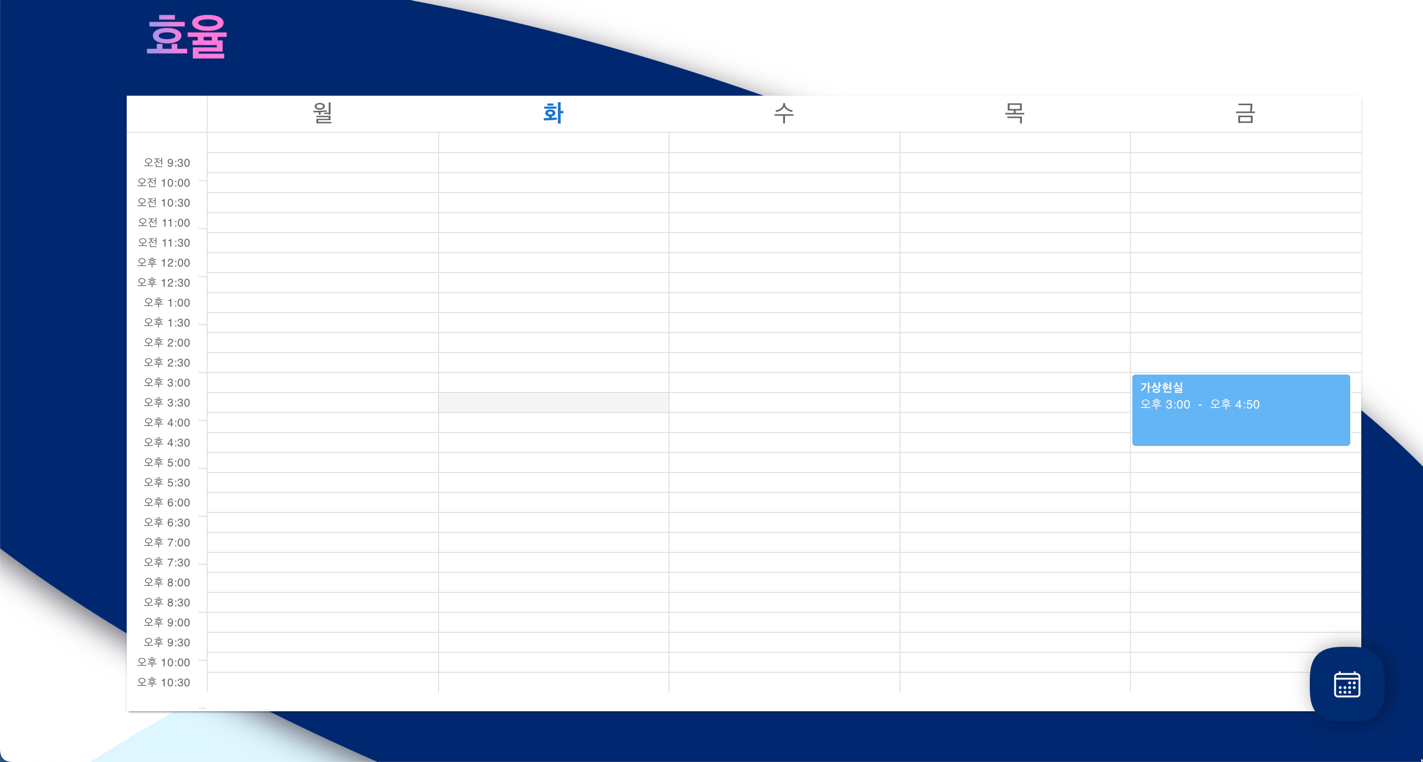 효율
월 화 수 목 금
오전 9:30
오전 10:00
오전 10:30
오전 11:00
오전 11:30
오후 12:00
오후 12:30
오후 1:00
오후 1:30
오후 2:00
오후 2:30
오후 3:00
가상현실
오후 3:00 - 오후 4:50
오후 3:30
오후 4:00
오후 4:30
오후 5:00
오후 5:30
오후 6:00
오후 6:30
오후 7:00
오후 7:30
오후 8:00
오후 8:30
오후 9:00
오후 9:30
오후 10:00
오후 10:30